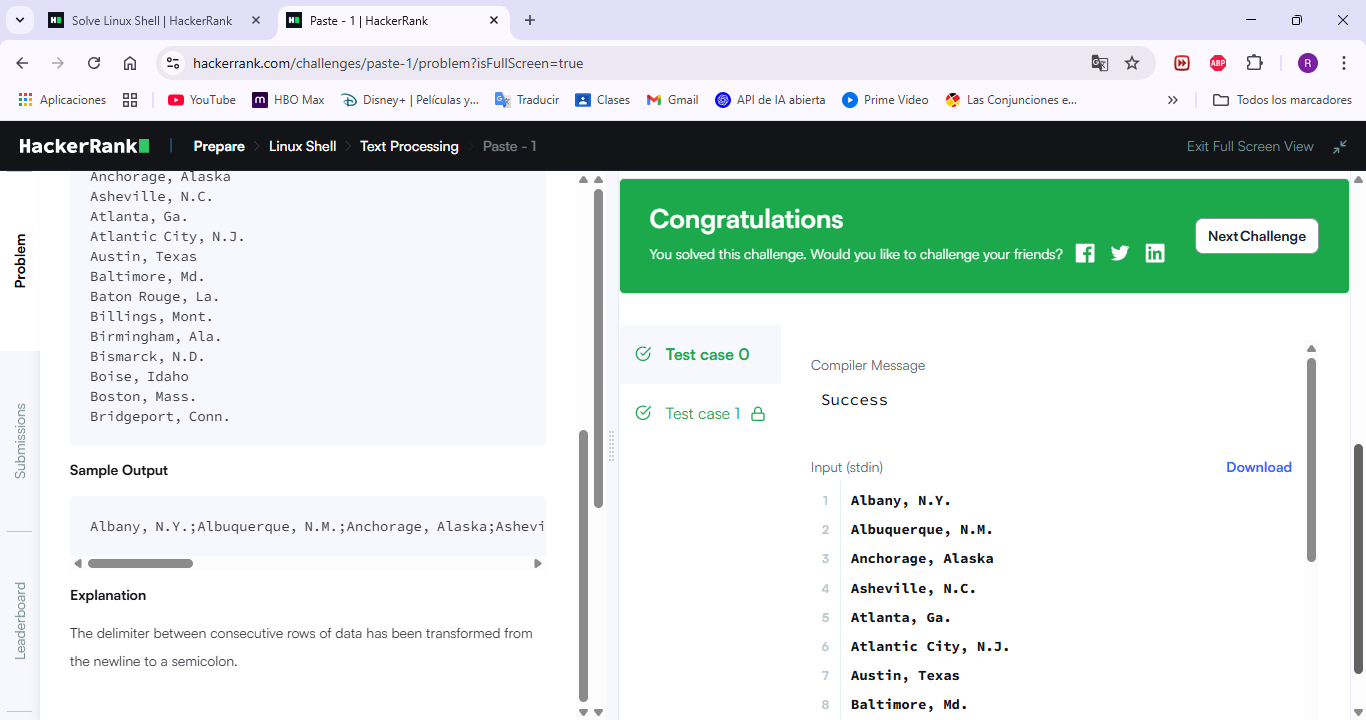 Solve Linux Shell | HackerRank
Paste - 1 | HackerRank
hackerrank.com/challenges/paste-1/problem?isFullScreen=true
ABP
R
Aplicaciones
YouTube
HBO Max
Disney+ | Películas y...
Traducir
Clases
Gmail
API de IA abierta
Prime Video
Las Conjunciones e...
Todos los marcadores
HackerRank
Prepare
Linux Shell
Text Processing
Paste - 1
Exit Full Screen View
Problem
Submissions
Leaderboard
Anchorage, Alaska
Asheville, N.C.
Atlanta, Ga.
Atlantic City, N.J.
Austin, Texas
Baltimore, Md.
Baton Rouge, La.
Billings, Mont.
Birmingham, Ala.
Bismarck, N.D.
Boise, Idaho
Boston, Mass.
Bridgeport, Conn.
Sample Output
Albany, N.Y.;Albuquerque, N.M.;Anchorage, Alaska;Ashevi
Explanation
The delimiter between consecutive rows of data has been transformed from
the newline to a semicolon.
Congratulations
You solved this challenge. Would you like to challenge your friends?
Next Challenge
Test case 0
Test case 1
Compiler Message
Success
Input (stdin)
Download
1 Albany, N.Y.
2 Albuquerque, N.M.
3 Anchorage, Alaska
4 Asheville, N.C.
5 Atlanta, Ga.
6 Atlantic City, N.J.
7 Austin, Texas
8 Baltimore, Md.